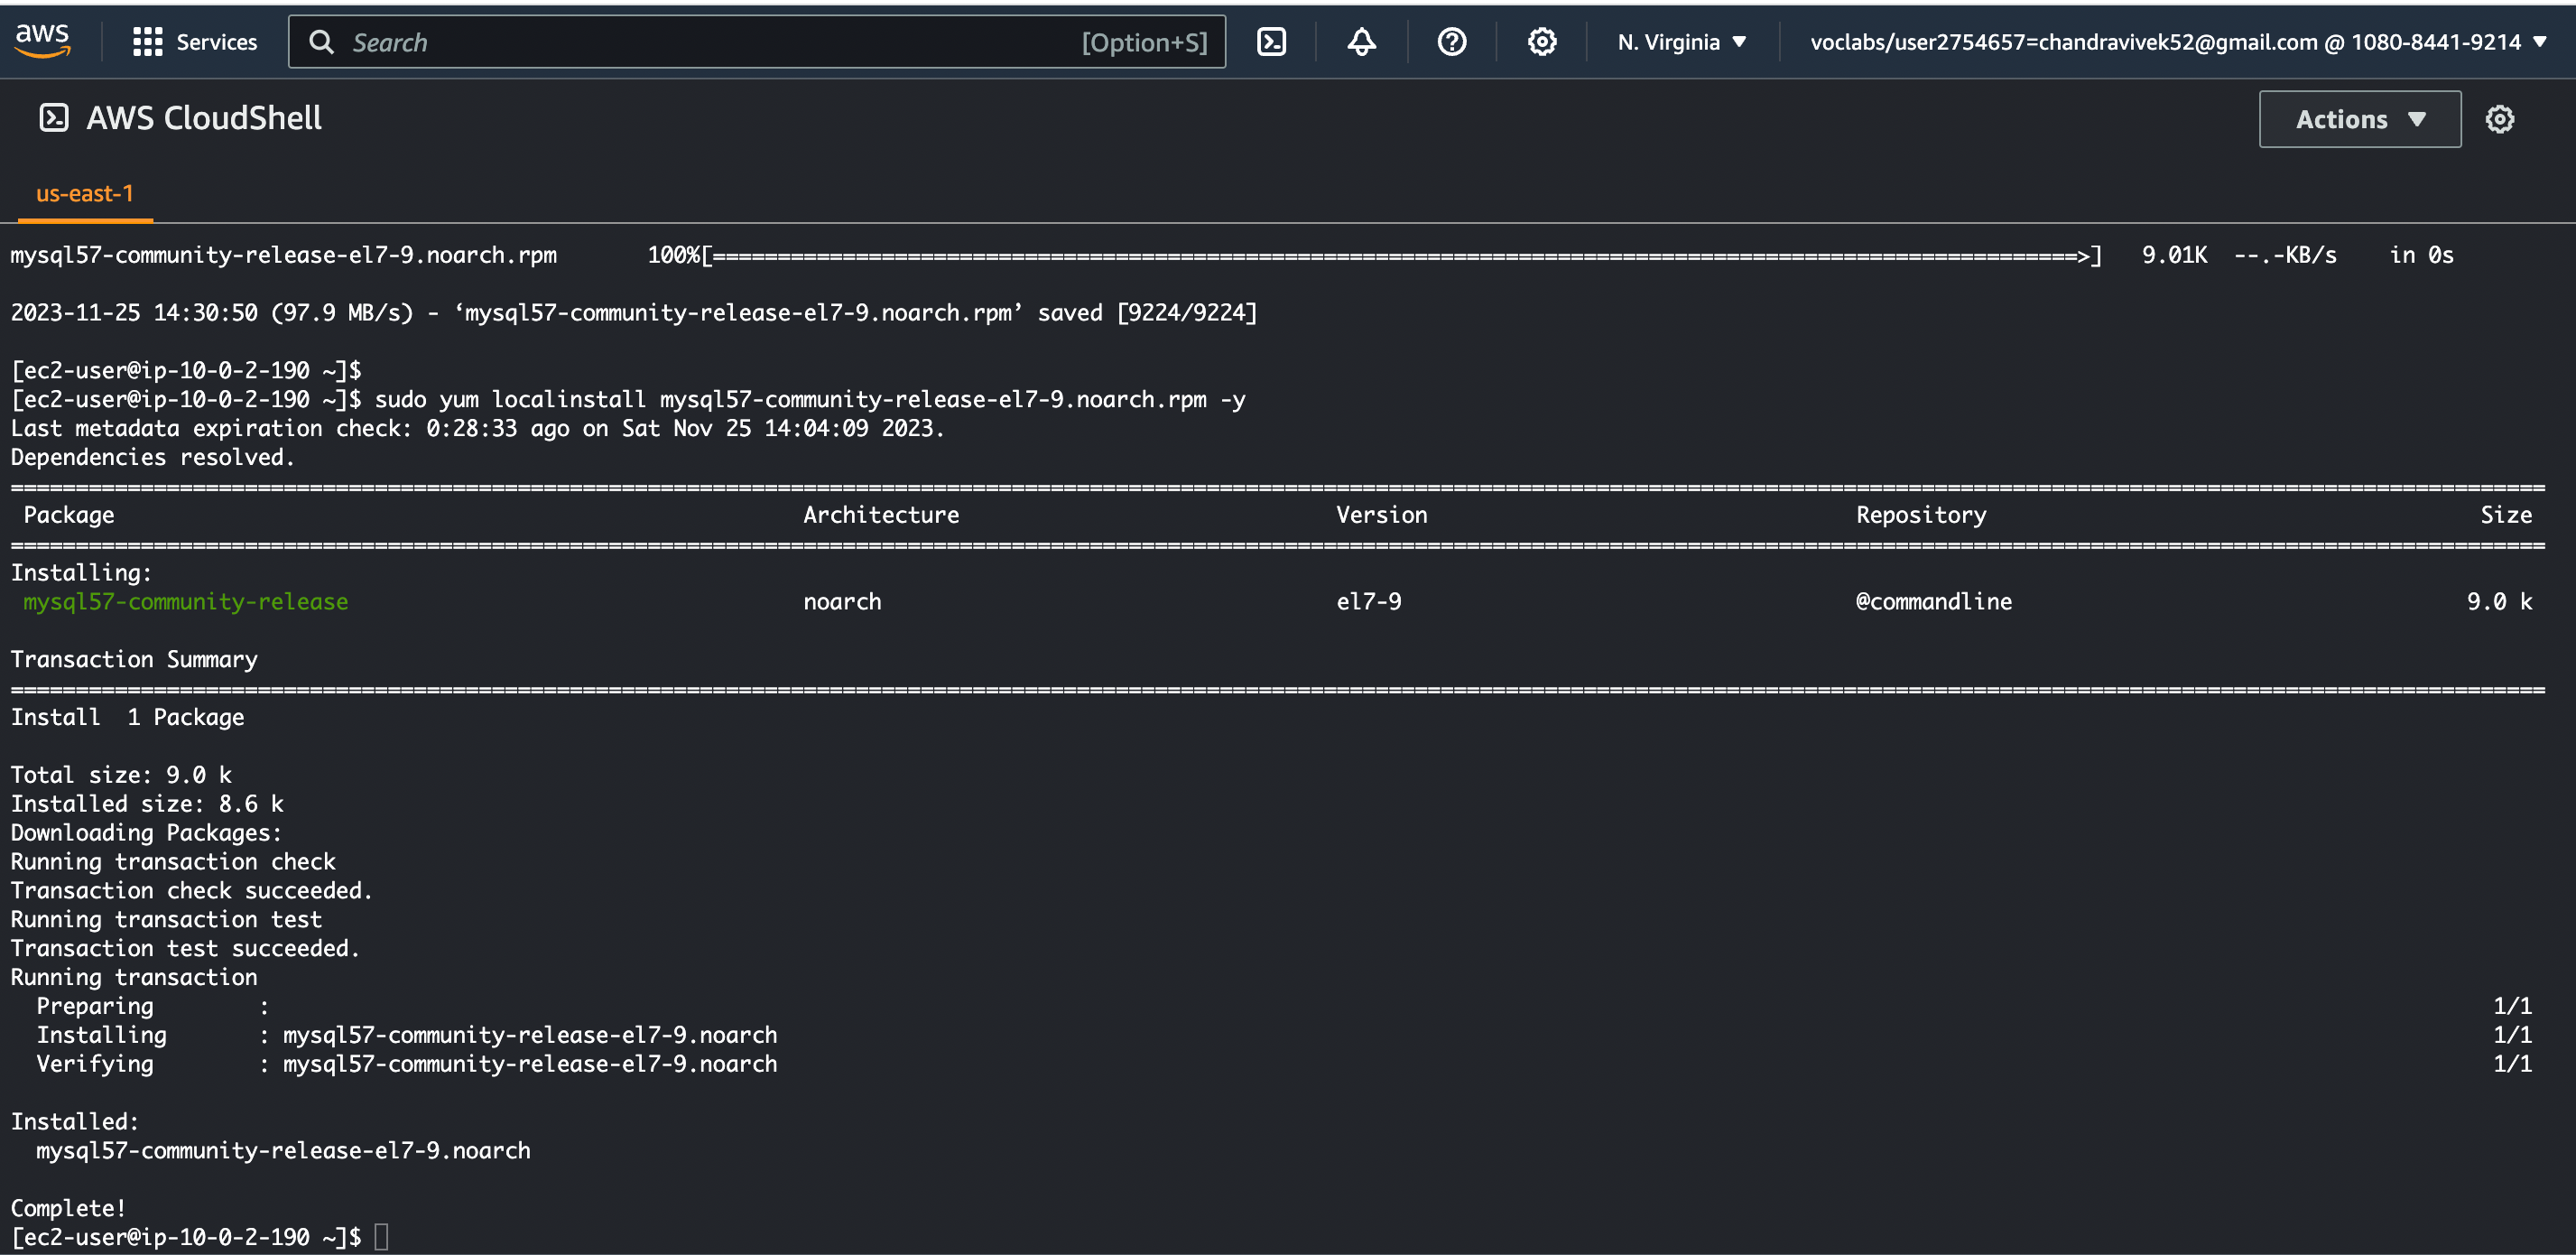 aws Services Search [Option+S] N. Virginia voclabs/user2754657=chandravivek52@gmail.com @ 1080-8441-9214
AWS CloudShell Actions
us-east-1
mysql57-community-release-el7-9.noarch.rpm 100%[=========================================================================================================>] 9.01K --.-KB/s in 0s
2023-11-25 14:30:50 (97.9 MB/s) - ‘mysql57-community-release-el7-9.noarch.rpm’ saved [9224/9224]
[ec2-user@ip-10-0-2-190 ~]$
[ec2-user@ip-10-0-2-190 ~]$ sudo yum localinstall mysql57-community-release-el7-9.noarch.rpm -y
Last metadata expiration check: 0:28:33 ago on Sat Nov 25 14:04:09 2023.
Dependencies resolved.
Package Architecture Version Repository Size
Installing:
mysql57-community-release noarch el7-9 @commandline 9.0 k
Transaction Summary
Install 1 Package
Total size: 9.0 k
Installed size: 8.6 k
Downloading Packages:
Running transaction check
Transaction check succeeded.
Running transaction test
Transaction test succeeded.
Running transaction
Preparing : 1/1
Installing : mysql57-community-release-el7-9.noarch 1/1
Verifying : mysql57-community-release-el7-9.noarch 1/1
Installed:
mysql57-community-release-el7-9.noarch
Complete!
[ec2-user@ip-10-0-2-190 ~]$